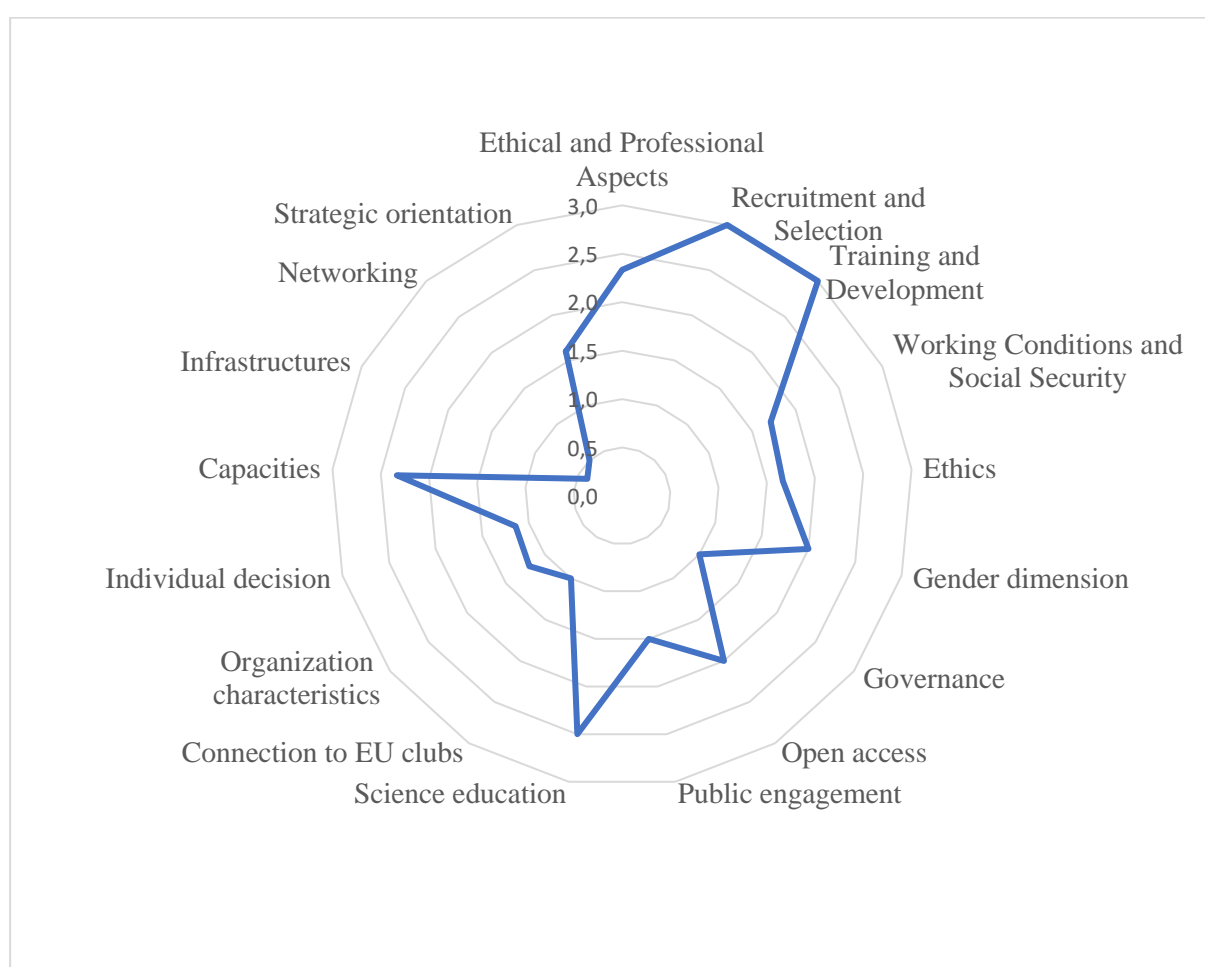 Ethical and Professional
Aspects
Recruitment and
Selection
Training and
Development
Working Conditions and
Social Security
Ethics
Gender dimension
Governance
Open access
Public engagement
Science education
Connection to EU clubs
Organization
characteristics
Individual decision
Capacities
Infrastructures
Networking
Strategic orientation
3,0
2,5
2,0
1,5
1,0
0,5
0,0